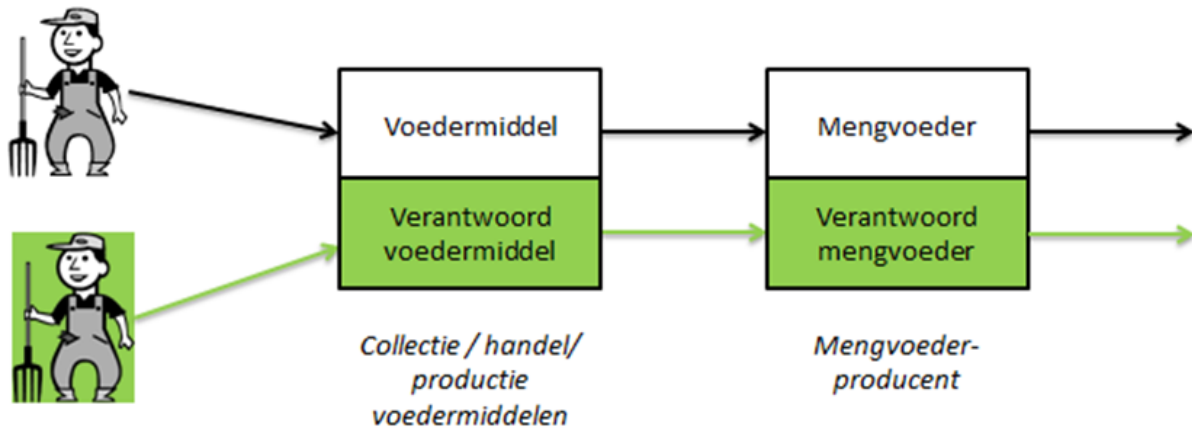 Voedermiddel
Mengvoeder
Verantwoord
voedermiddel
Verantwoord
mengvoeder
Collectie / handel/
productie
voedermiddelen
Mengvoeder-
producent